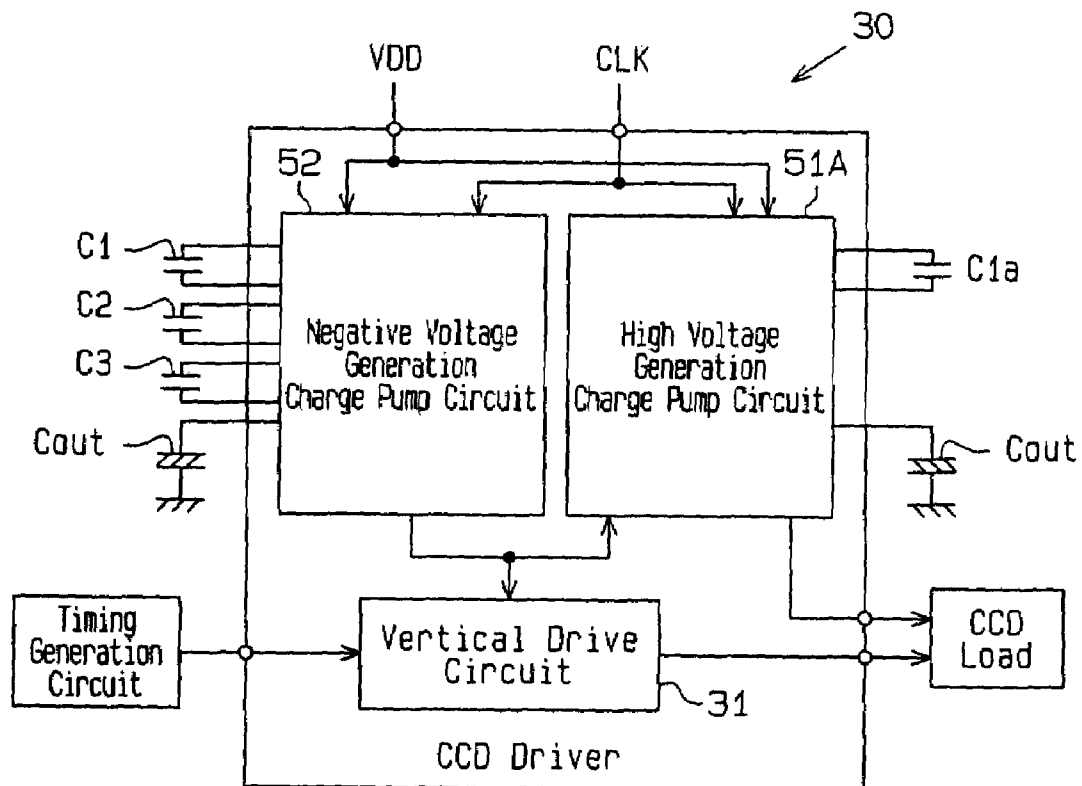 30
VDD
CLK
52
51A
C1
C2
C3
Cout
Negative Voltage
Generation
Charge Pump Circuit
High Voltage
Generation
Charge Pump Circuit
C1a
Cout
Timing
Generation
Circuit
Vertical Drive
Circuit
31
CCD
Load
CCD Driver